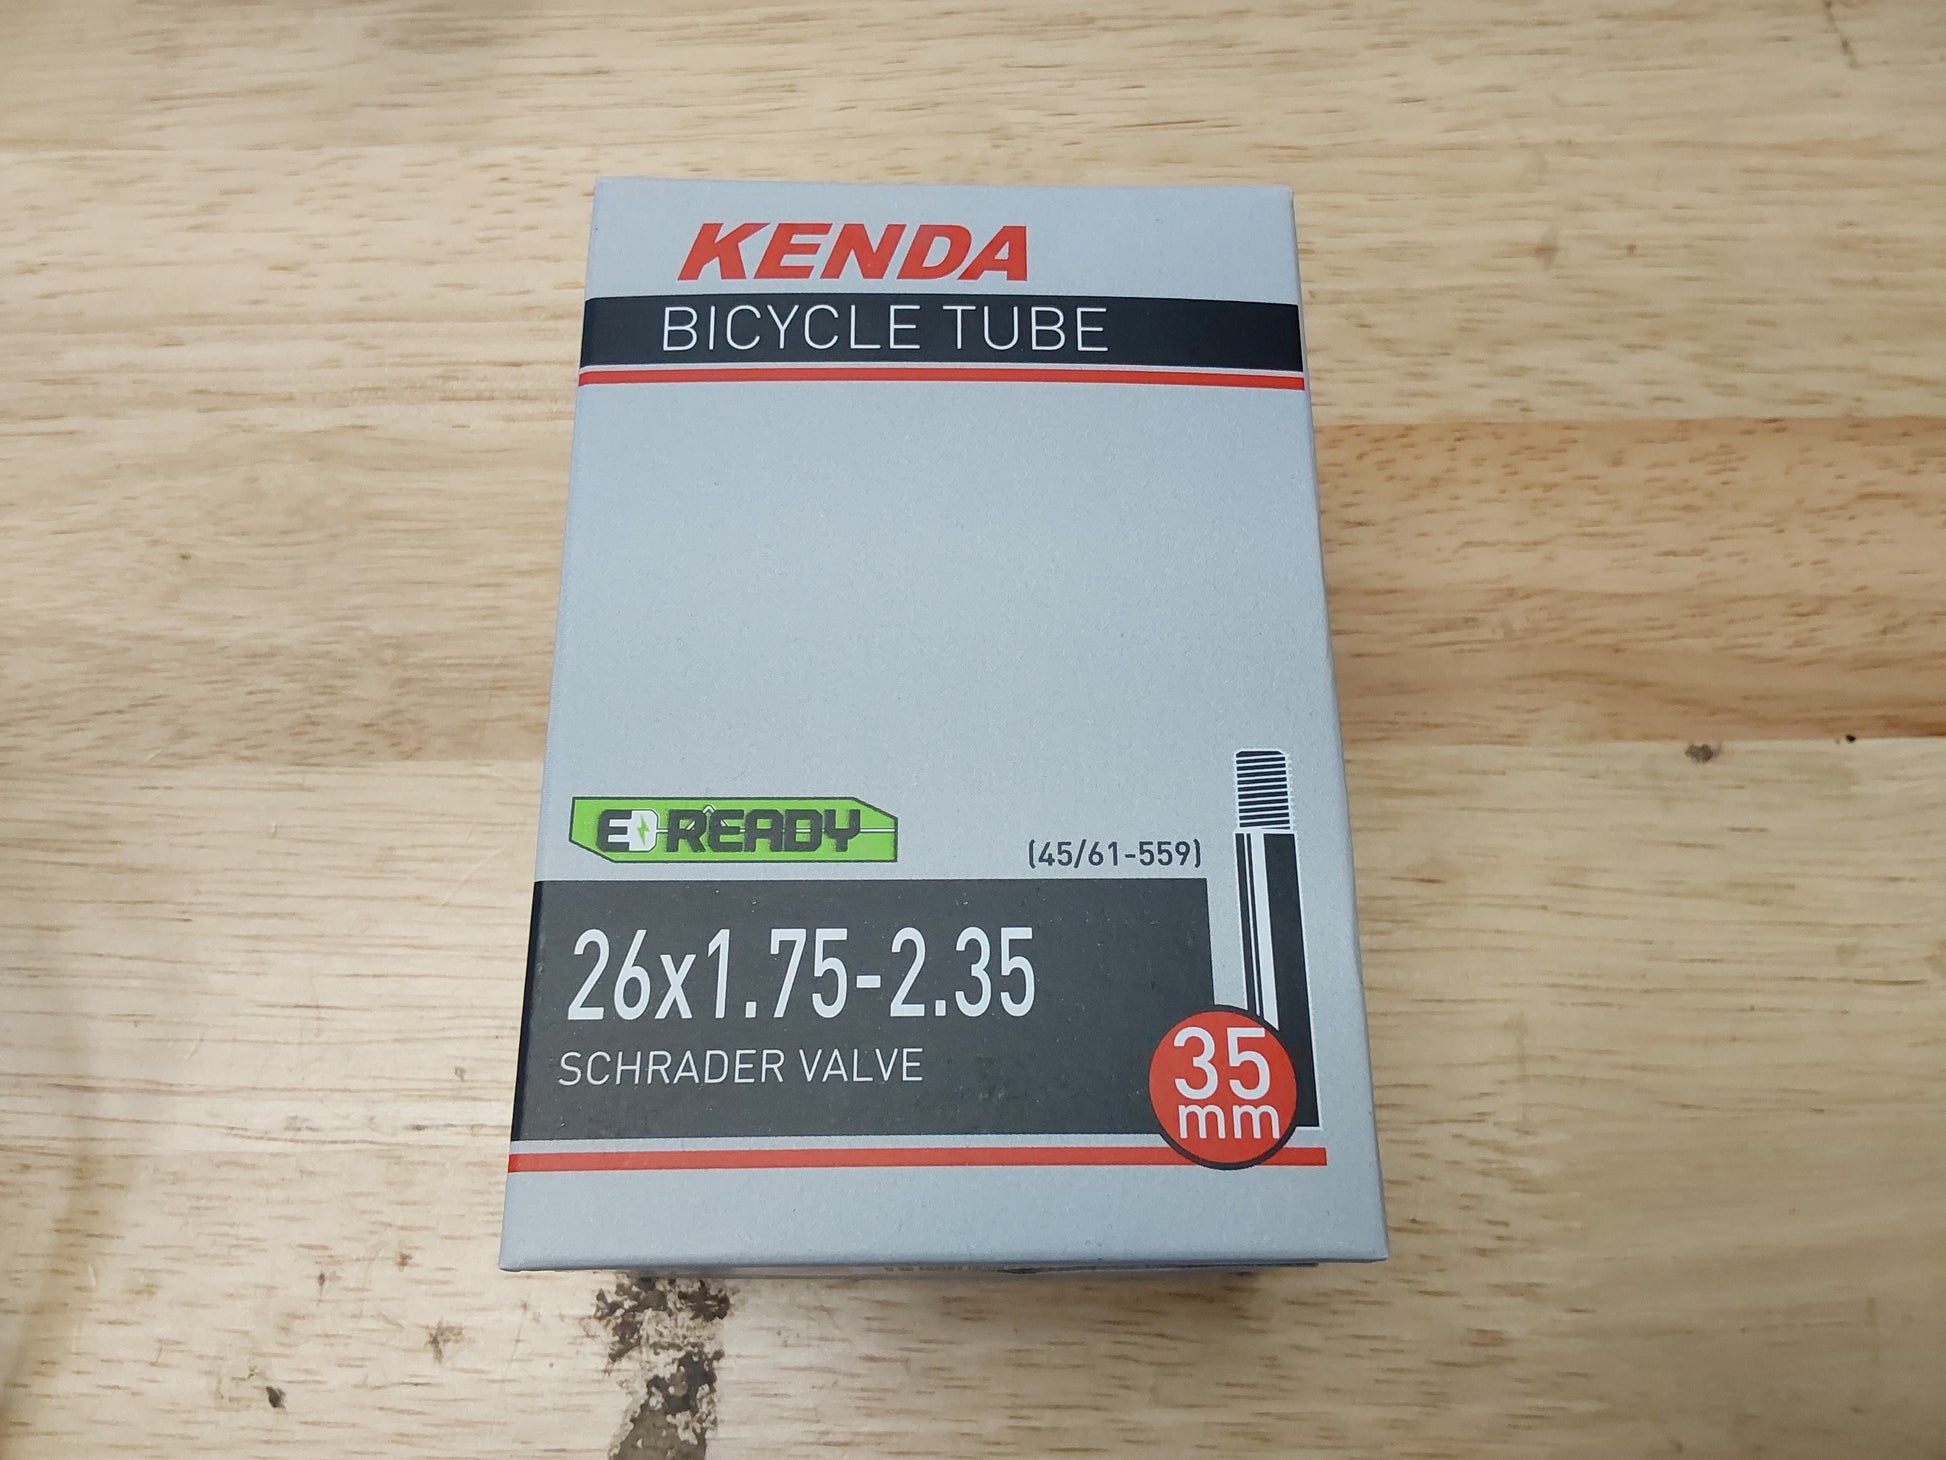 KENDA
BICYCLE TUBE
E READY
(45/61-559)
26x1.75-2.35
SCHRADER VALVE
35
mm